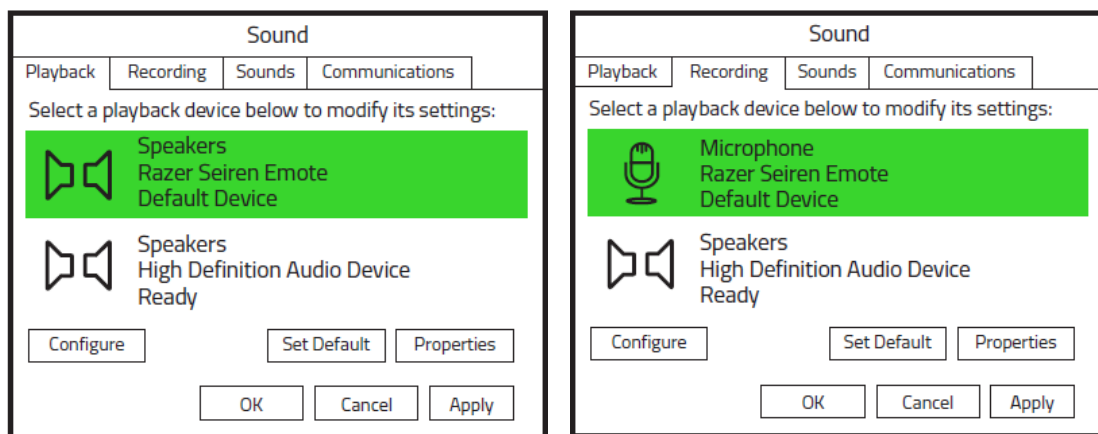 Sound
Playback Recording Sounds Communications
Select a playback device below to modify its settings:
Speakers
Razer Seiren Emote
Default Device
Speakers
High Definition Audio Device
Ready
Configure Set Default Properties
OK Cancel Apply
Sound
Playback Recording Sounds Communications
Select a playback device below to modify its settings:
Microphone
Razer Seiren Emote
Default Device
Speakers
High Definition Audio Device
Ready
Configure Set Default Properties
OK Cancel Apply